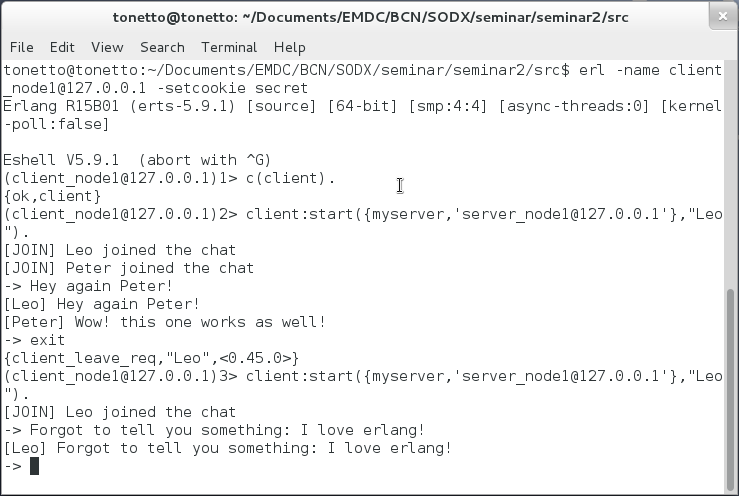 tonetto@tonetto: ~/Documents/EMDC/BCN/SODX/seminar/seminar2/src
File Edit View Search Terminal Help
tonetto@tonetto:~/Documents/EMDC/BCN/SODX/seminar/seminar2/src$ erl -name client
_node1@127.0.0.1 -setcookie secret
Erlang R15B01 (erts-5.9.1) [source] [64-bit] [smp:4:4] [async-threads:0] [kernel
-poll:false]
Eshell V5.9.1  (abort with ^G)
(client_node1@127.0.0.1)1> c(client).
{ok,client}
(client_node1@127.0.0.1)2> client:start({myserver,'server_node1@127.0.0.1'},"Leo
").
[JOIN] Leo joined the chat
[JOIN] Peter joined the chat
-> Hey again Peter!
[Leo] Hey again Peter!
[Peter] Wow! this one works as well!
-> exit
{client_leave_req,"Leo",<0.45.0>}
(client_node1@127.0.0.1)3> client:start({myserver,'server_node1@127.0.0.1'},"Leo
").
[JOIN] Leo joined the chat
-> Forgot to tell you something: I love erlang!
[Leo] Forgot to tell you something: I love erlang!
->